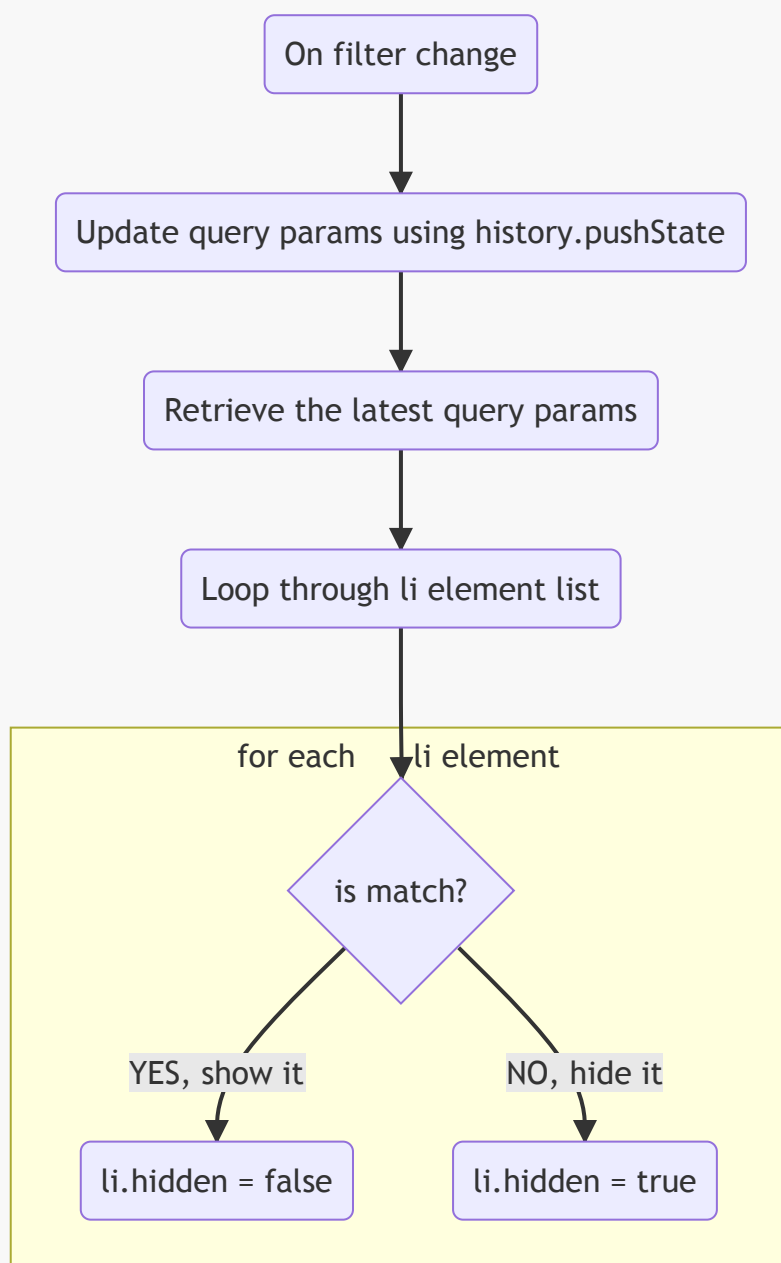 On filter change
Update query params using history.pushState
Retrieve the latest query params
Loop through li element list
for each li element
is match?
YES, show it
NO, hide it
li.hidden = false
li.hidden = true